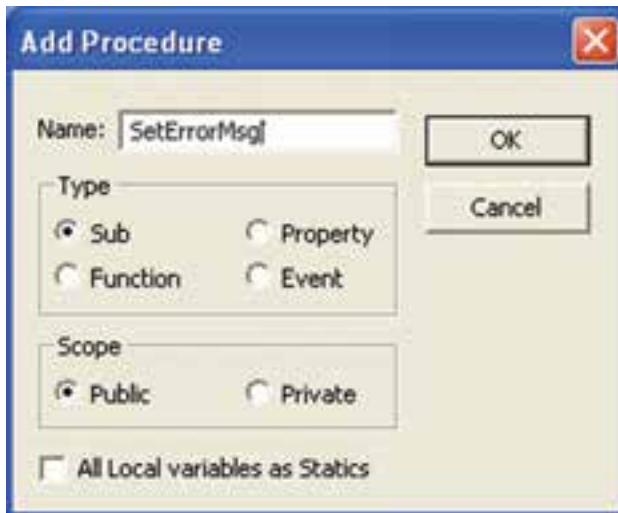 Add Procedure
Name: SetErrorMsg
OK
Cancel
Type
Sub
Property
Function
Event
Scope
Public
Private
All Local variables as Statics